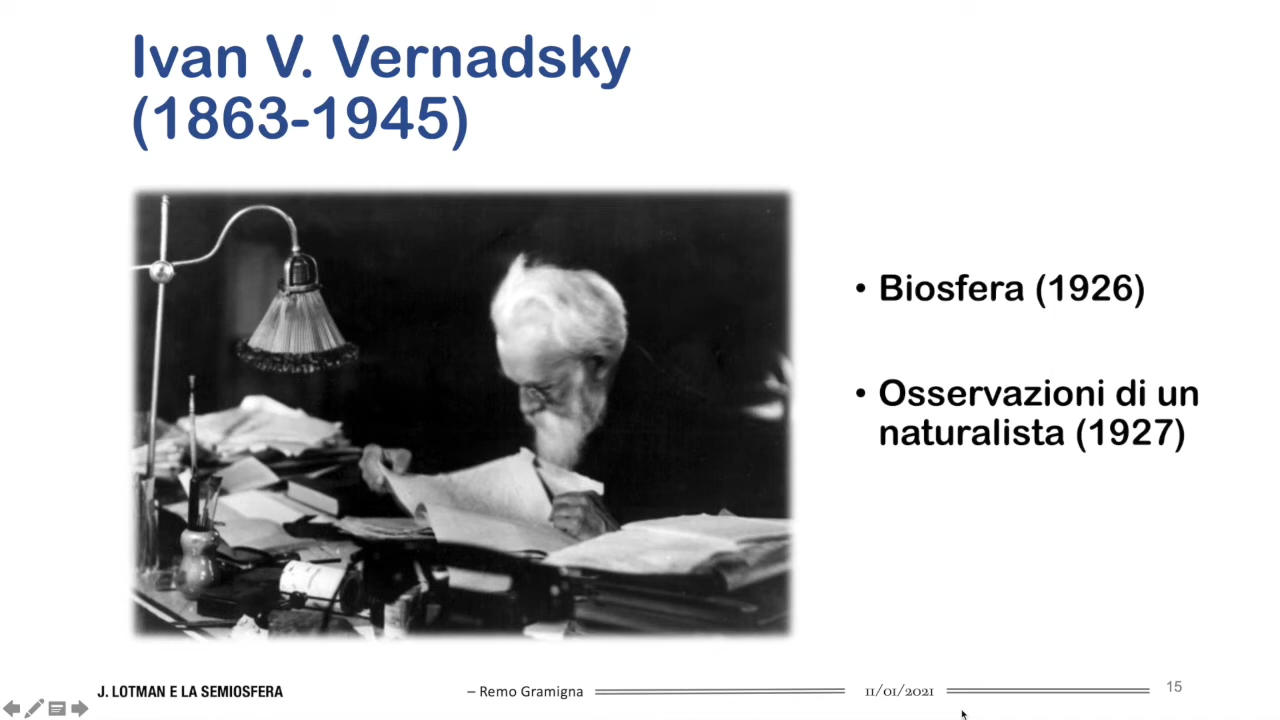 Ivan V. Vernadsky
(1863-1945)
• Biosfera (1926)
• Osservazioni di un
naturalista (1927)
J. LOTMAN E LA SEMIOSFERA
– Remo Gramigna
11/01/2021
15